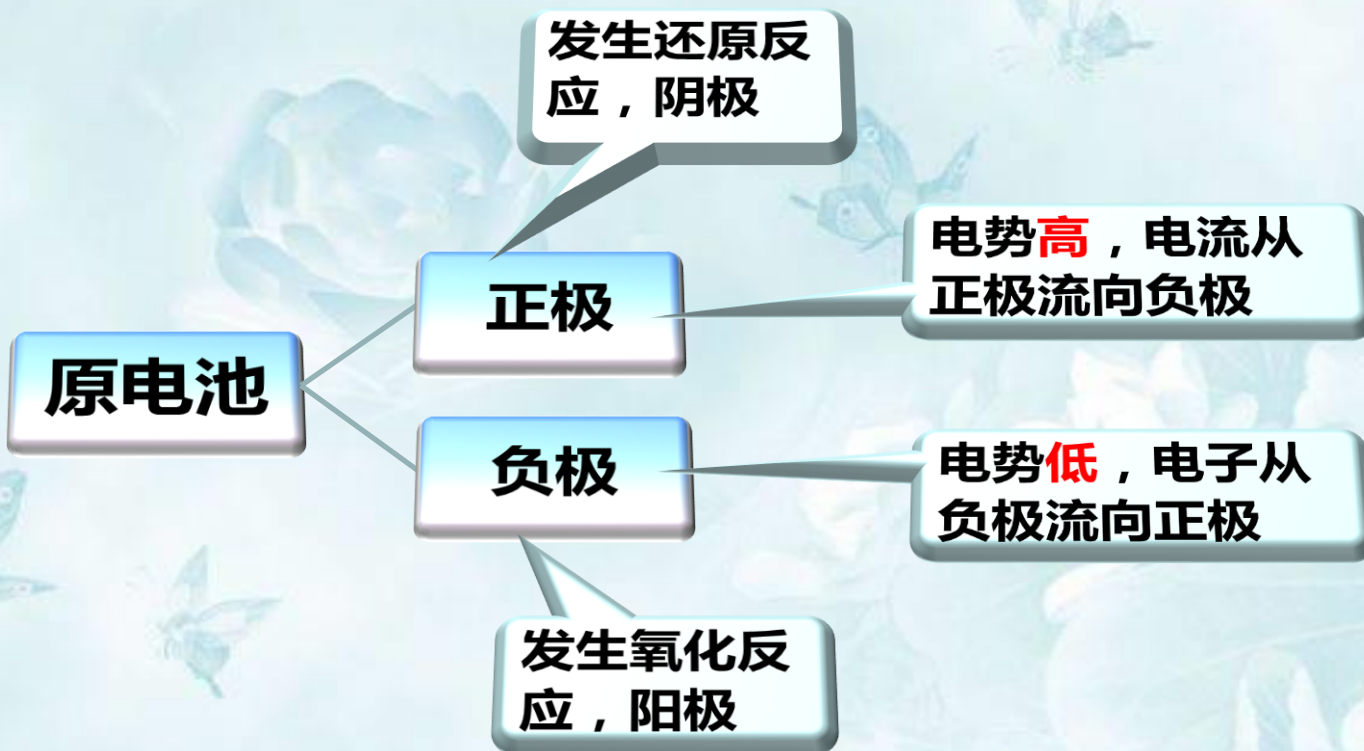 发生还原反
应，阴极
电势高，电流从
正极流向负极
正极
原电池
负极
电势低，电子从
负极流向正极
发生氧化反
应，阳极